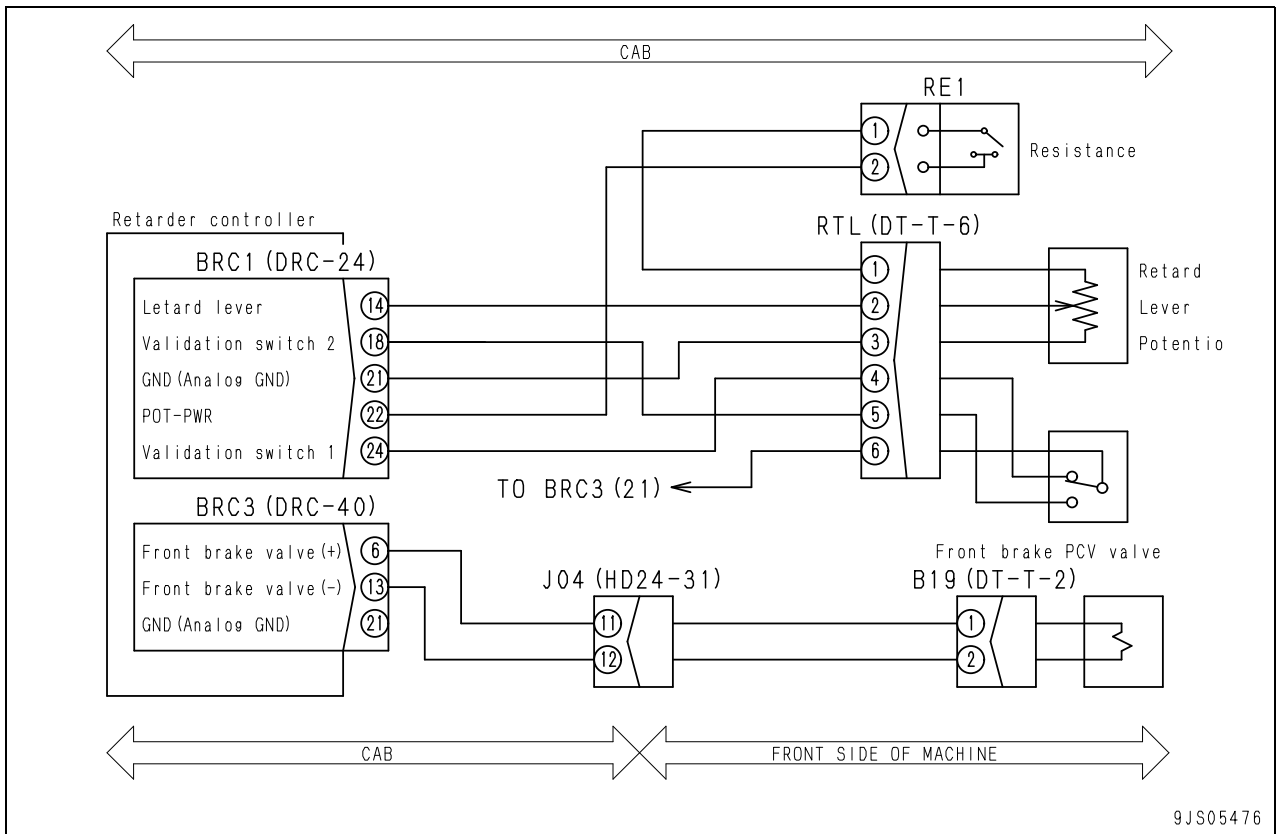 CAB
RE1
1
2
Resistance
Retarder controller
RTL (DT-T-6)
BRC1 (DRC-24)
1
2
3
4
5
6
Retard
Lever
Potentio
Letard lever
14
Validation switch 2
18
GND (Analog GND)
21
POT-PWR
22
Validation switch 1
24
TO BRC3 (21)
BRC3 (DRC-40)
Front brake valve (+)
6
Front brake valve (-)
13
GND (Analog GND)
21
J04 (HD24-31)
11
12
Front brake PCV valve
B19 (DT-T-2)
1
2
CAB
FRONT SIDE OF MACHINE
9JS05476